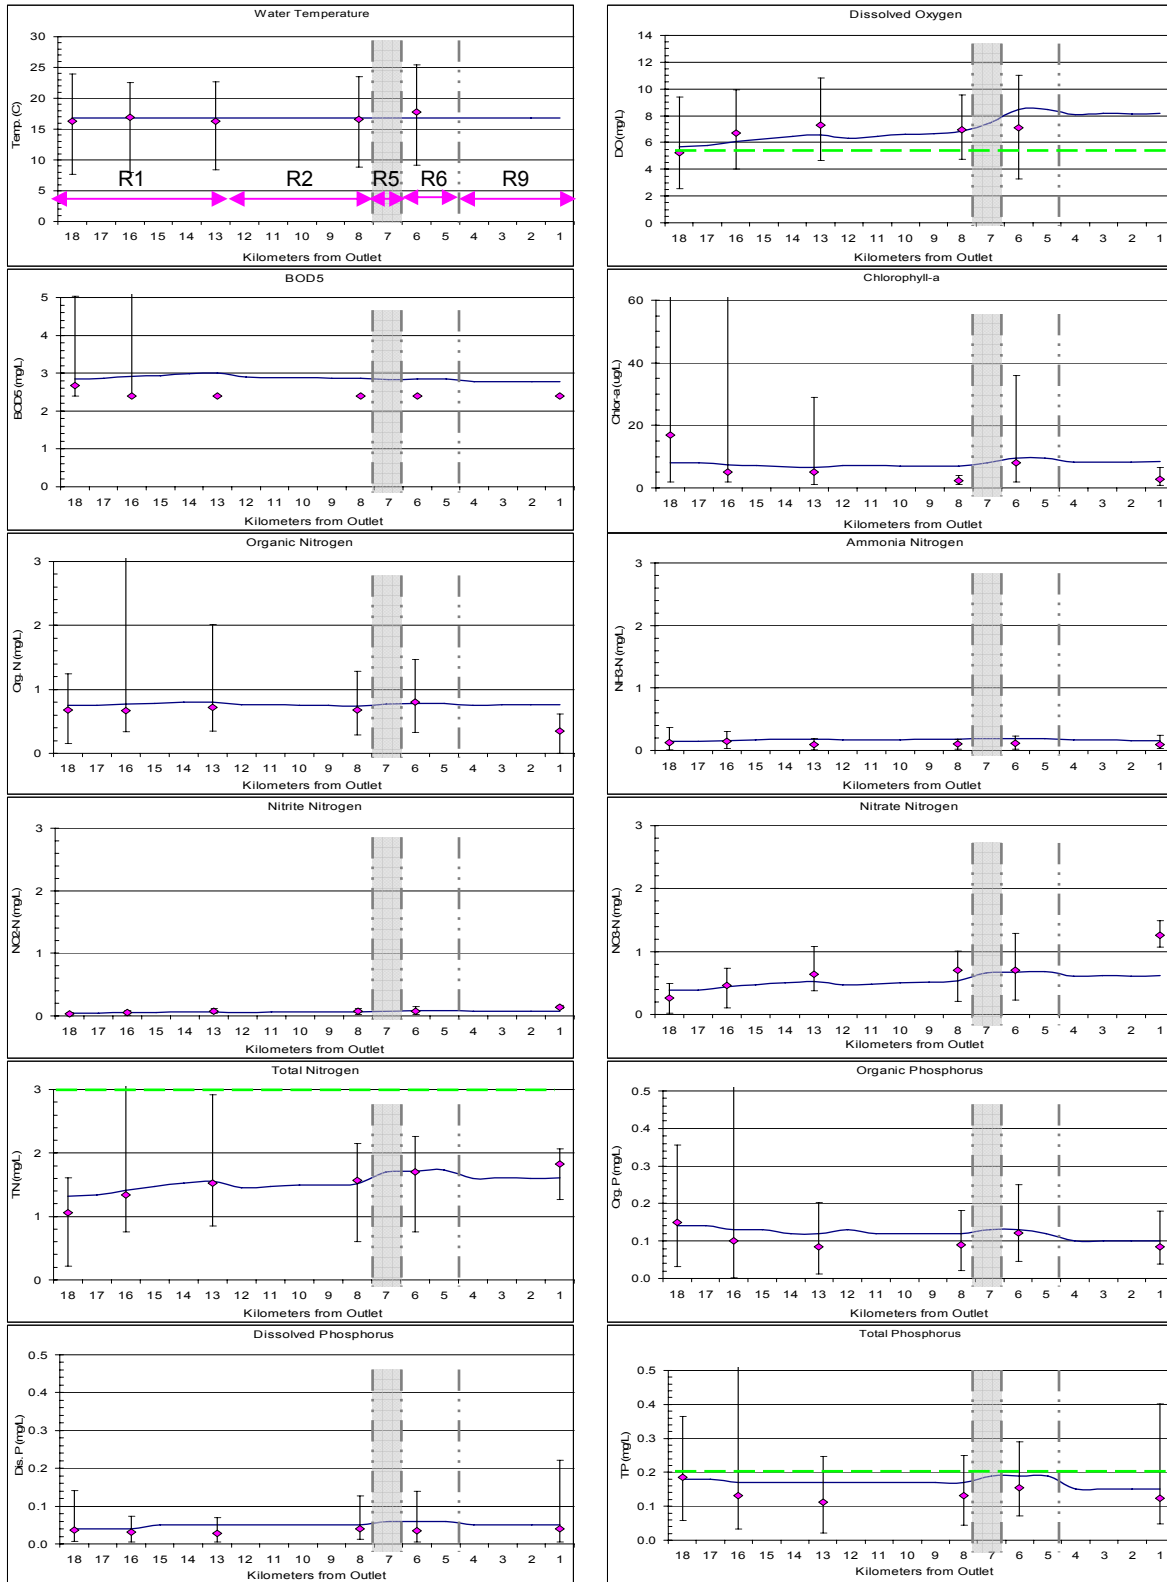 Water Temperature
30
25
20
15
10
5
0
Temp. (C)
R1 R2 R5 R6 R9
18 17 16 15 14 13 12 11 10 9 8 7 6 5 4 3 2 1
Kilometers from Outlet
Dissolved Oxygen
14
12
10
8
6
4
2
0
DO (mg/L)
18 17 16 15 14 13 12 11 10 9 8 7 6 5 4 3 2 1
Kilometers from Outlet
BOD5
5
4
3
2
1
0
BOD5 (mg/L)
18 17 16 15 14 13 12 11 10 9 8 7 6 5 4 3 2 1
Kilometers from Outlet
Chlorophyll-a
60
40
20
0
Chlor-a (ug/L)
18 17 16 15 14 13 12 11 10 9 8 7 6 5 4 3 2 1
Kilometers from Outlet
Organic Nitrogen
3
2
1
0
Org. N (mg/L)
18 17 16 15 14 13 12 11 10 9 8 7 6 5 4 3 2 1
Kilometers from Outlet
Ammonia Nitrogen
3
2
1
0
NH3-N (mg/L)
18 17 16 15 14 13 12 11 10 9 8 7 6 5 4 3 2 1
Kilometers from Outlet
Nitrite Nitrogen
3
2
1
0
NO2-N (mg/L)
18 17 16 15 14 13 12 11 10 9 8 7 6 5 4 3 2 1
Kilometers from Outlet
Nitrate Nitrogen
3
2
1
0
NO3-N (mg/L)
18 17 16 15 14 13 12 11 10 9 8 7 6 5 4 3 2 1
Kilometers from Outlet
Total Nitrogen
3
2
1
0
TN (mg/L)
18 17 16 15 14 13 12 11 10 9 8 7 6 5 4 3 2 1
Kilometers from Outlet
Organic Phosphorus
0.5
0.4
0.3
0.2
0.1
0.0
Org. P (mg/L)
18 17 16 15 14 13 12 11 10 9 8 7 6 5 4 3 2 1
Kilometers from Outlet
Dissolved Phosphorus
0.5
0.4
0.3
0.2
0.1
0.0
Dis. P (mg/L)
18 17 16 15 14 13 12 11 10 9 8 7 6 5 4 3 2 1
Kilometers from Outlet
Total Phosphorus
0.5
0.4
0.3
0.2
0.1
0.0
TP (mg/L)
18 17 16 15 14 13 12 11 10 9 8 7 6 5 4 3 2 1
Kilometers from Outlet